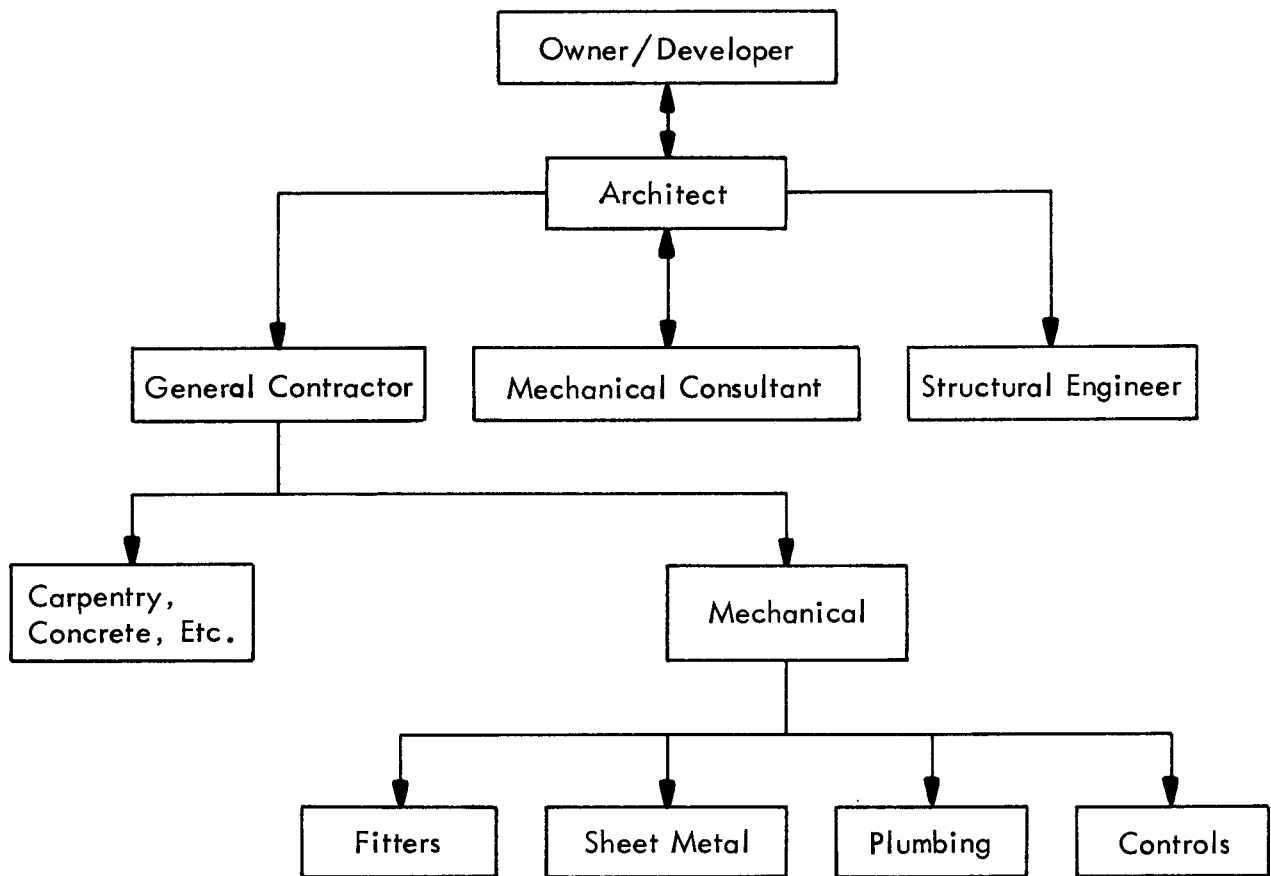 Owner/Developer
Architect
General Contractor
Mechanical Consultant
Structural Engineer
Carpentry,
Concrete, Etc.
Mechanical
Fitters
Sheet Metal
Plumbing
Controls